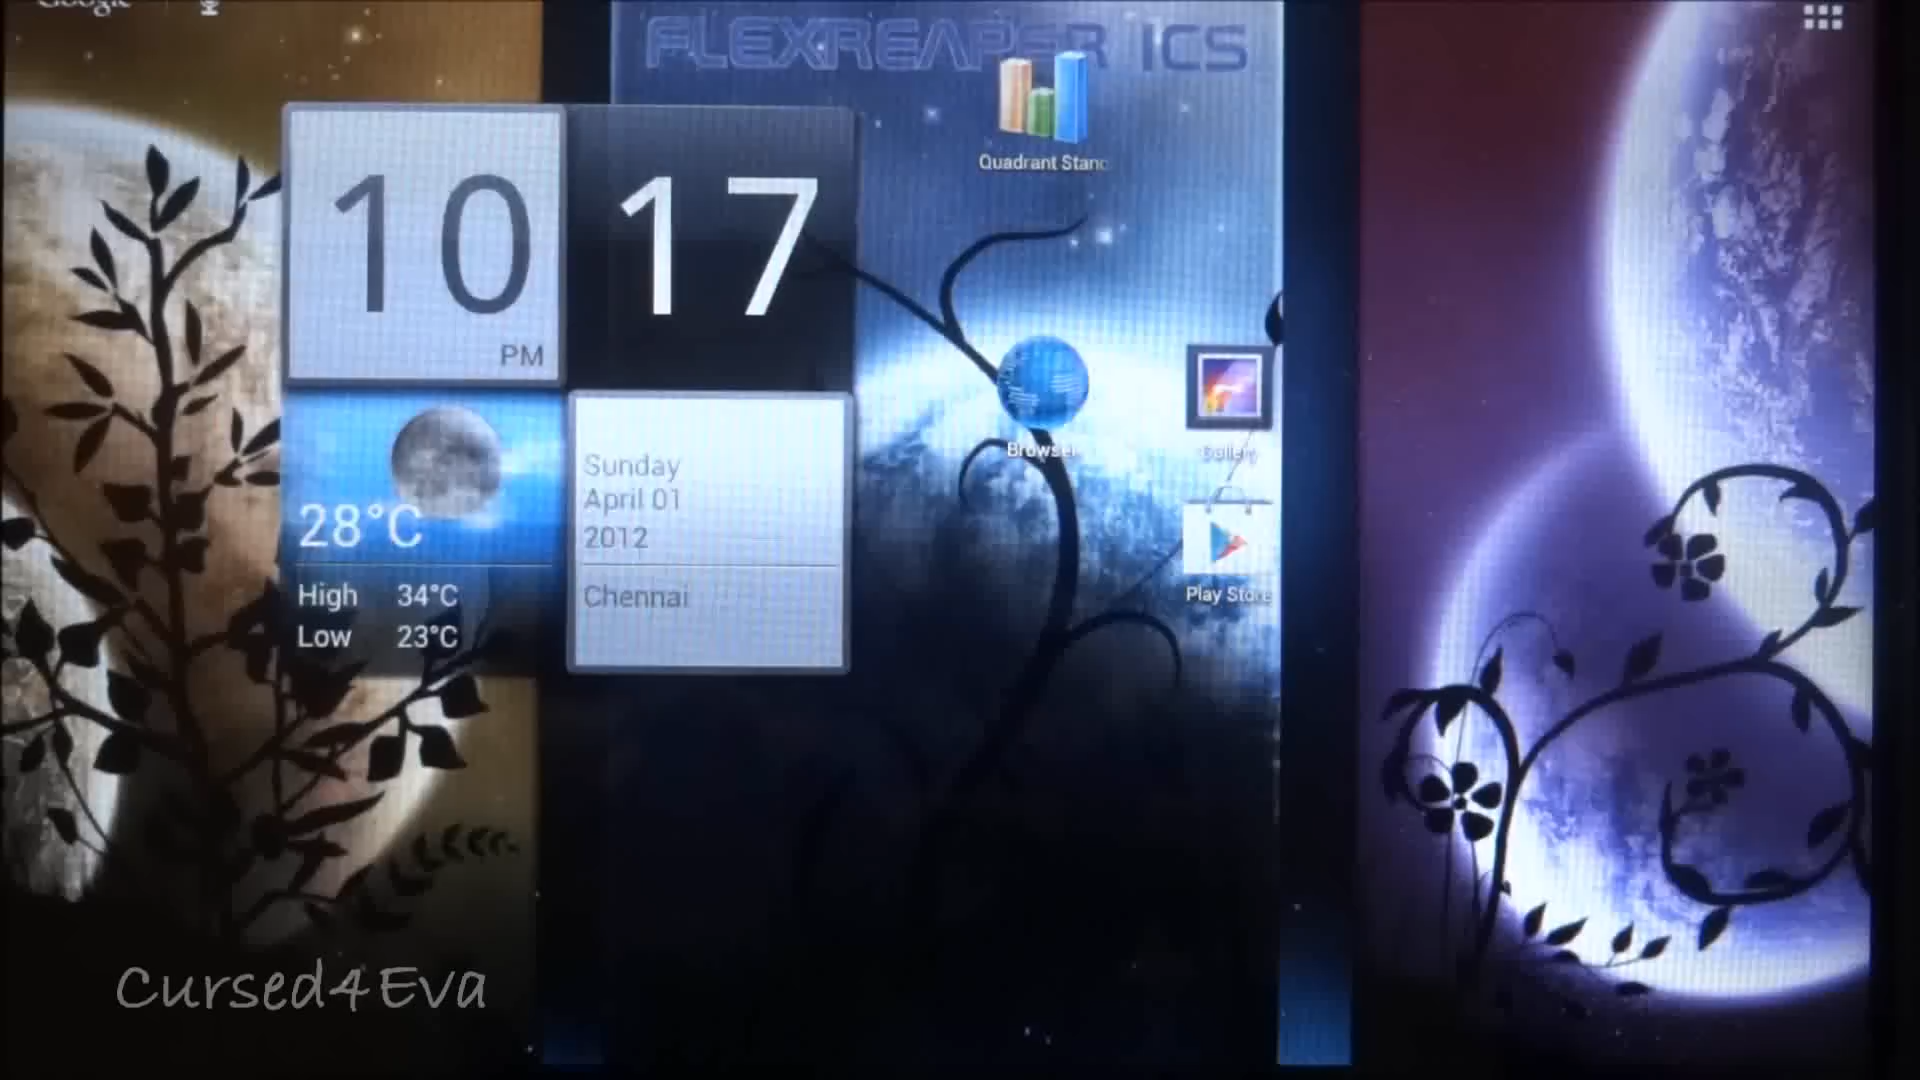 Google
FLEXREAPER ICS
Quadrant Stand
10
17
PM
Browser
Gallery
28°C
Sunday
April 01
2012
High 34°C
Low 23°C
Chennai
Play Store
Cursed4Eva